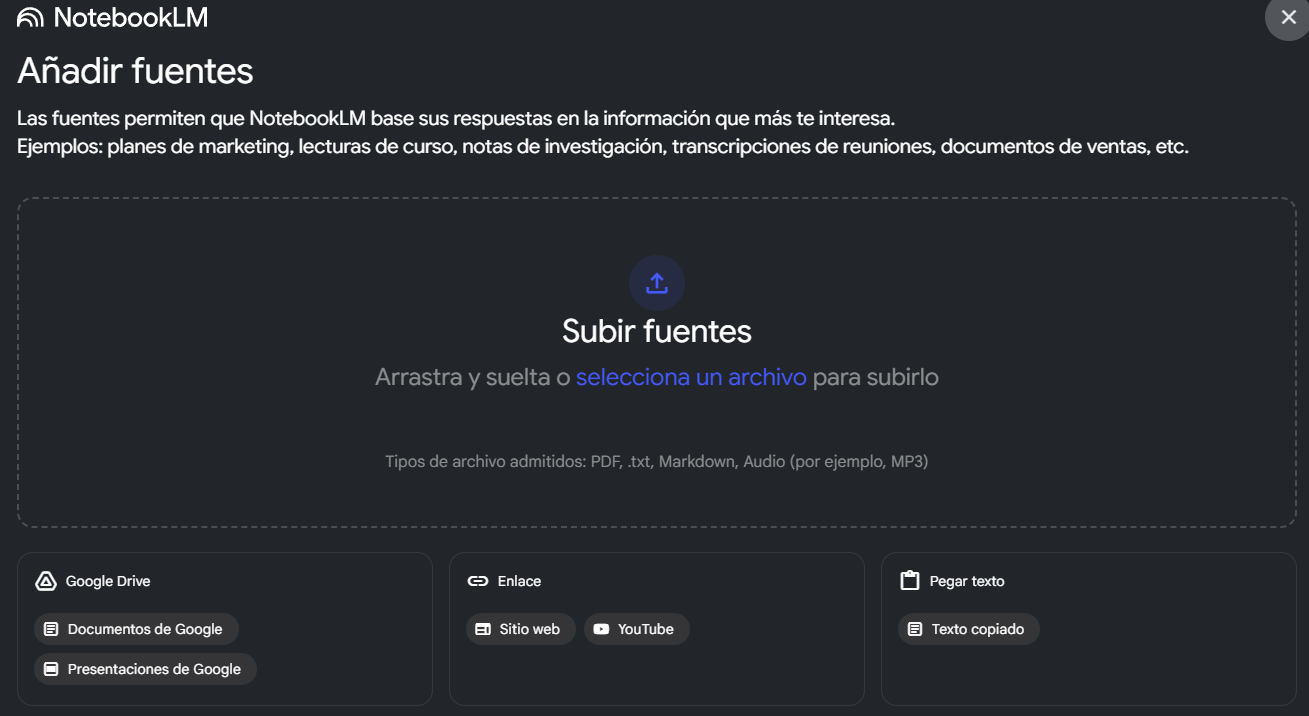 NotebookLM
Añadir fuentes
Las fuentes permiten que NotebookLM base sus respuestas en la información que más te interesa.
Ejemplos: planes de marketing, lecturas de curso, notas de investigación, transcripciones de reuniones, documentos de ventas, etc.
Subir fuentes
Arrastra y suelta o selecciona un archivo para subirlo
Tipos de archivo admitidos: PDF, .txt, Markdown, Audio (por ejemplo, MP3)
Google Drive
Documentos de Google
Presentaciones de Google
Enlace
Sitio web
YouTube
Pegar texto
Texto copiado